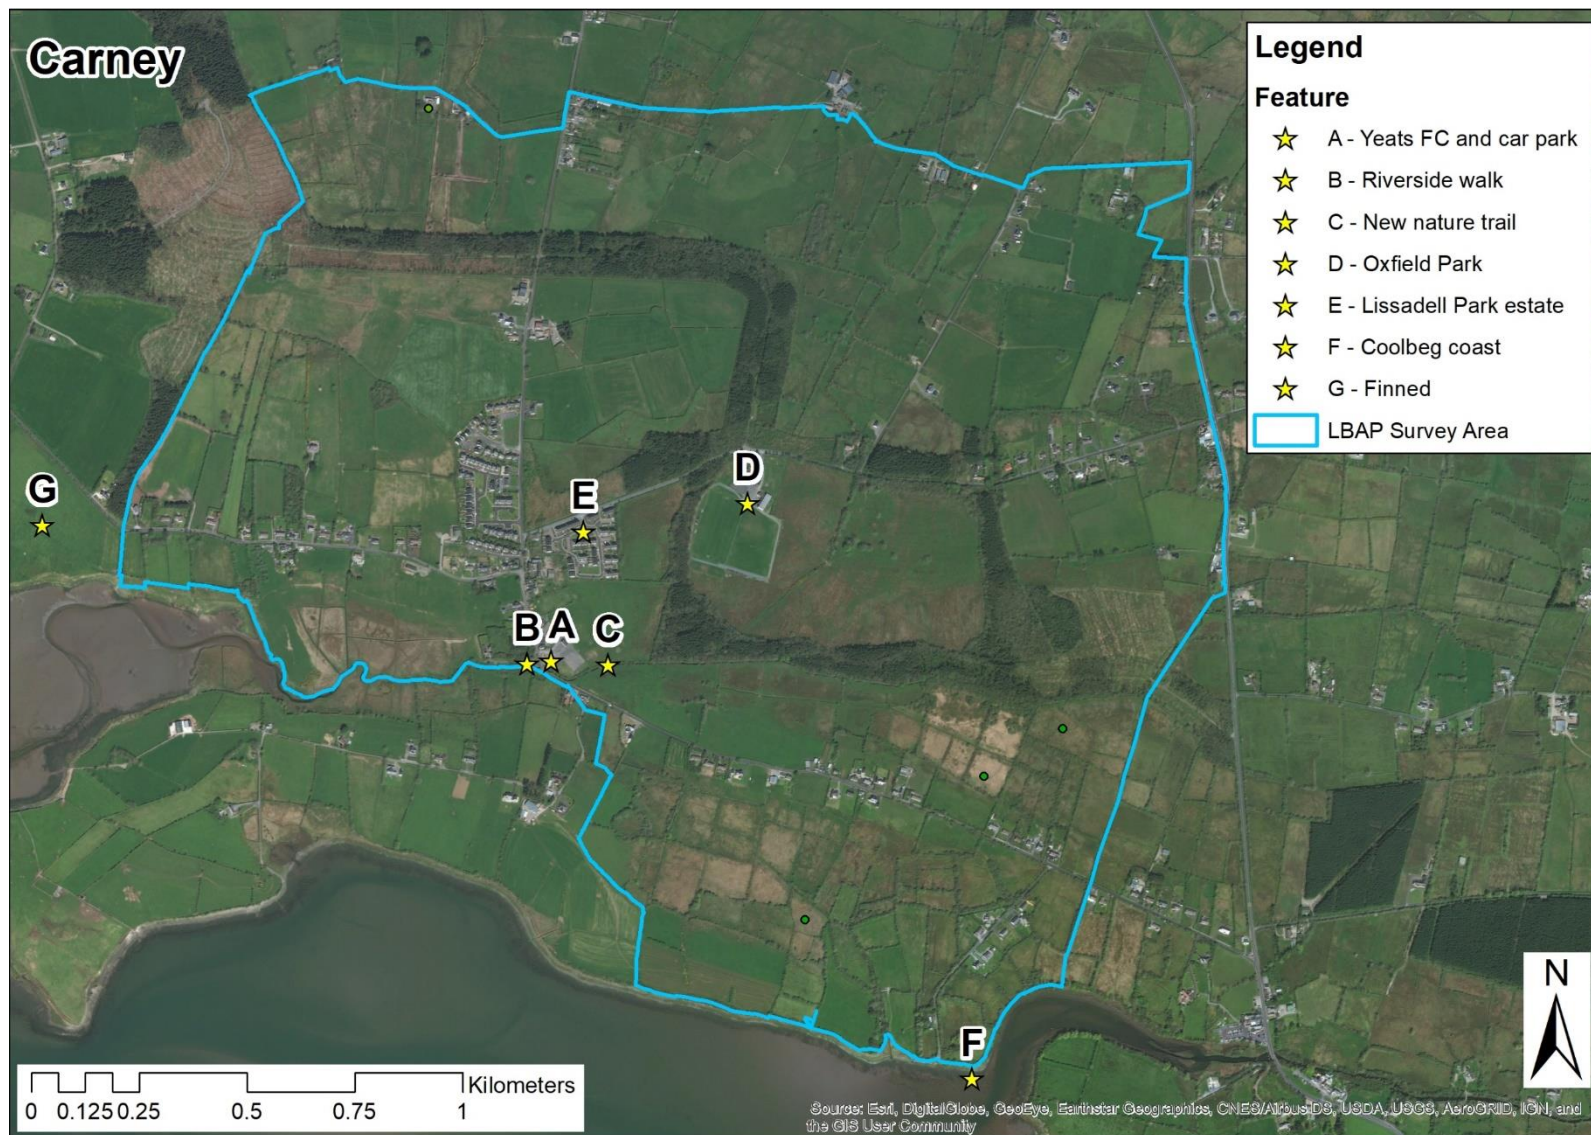 Carney
Legend
Feature
A - Yeats FC and car park
B - Riverside walk
C - New nature trail
D - Oxfield Park
E - Lissadell Park estate
F - Coolbeg coast
G - Finned
LBAP Survey Area
G
E
D
B
A
C
F
N
Kilometers
0 0.125 0.25 0.5 0.75 1
Source: Esri, DigitalGlobe, GeoEye, Earthstar Geographics, CNES/Airbus DS, USDA, USGS, AeroGRID, IGN, and
the GIS User Community